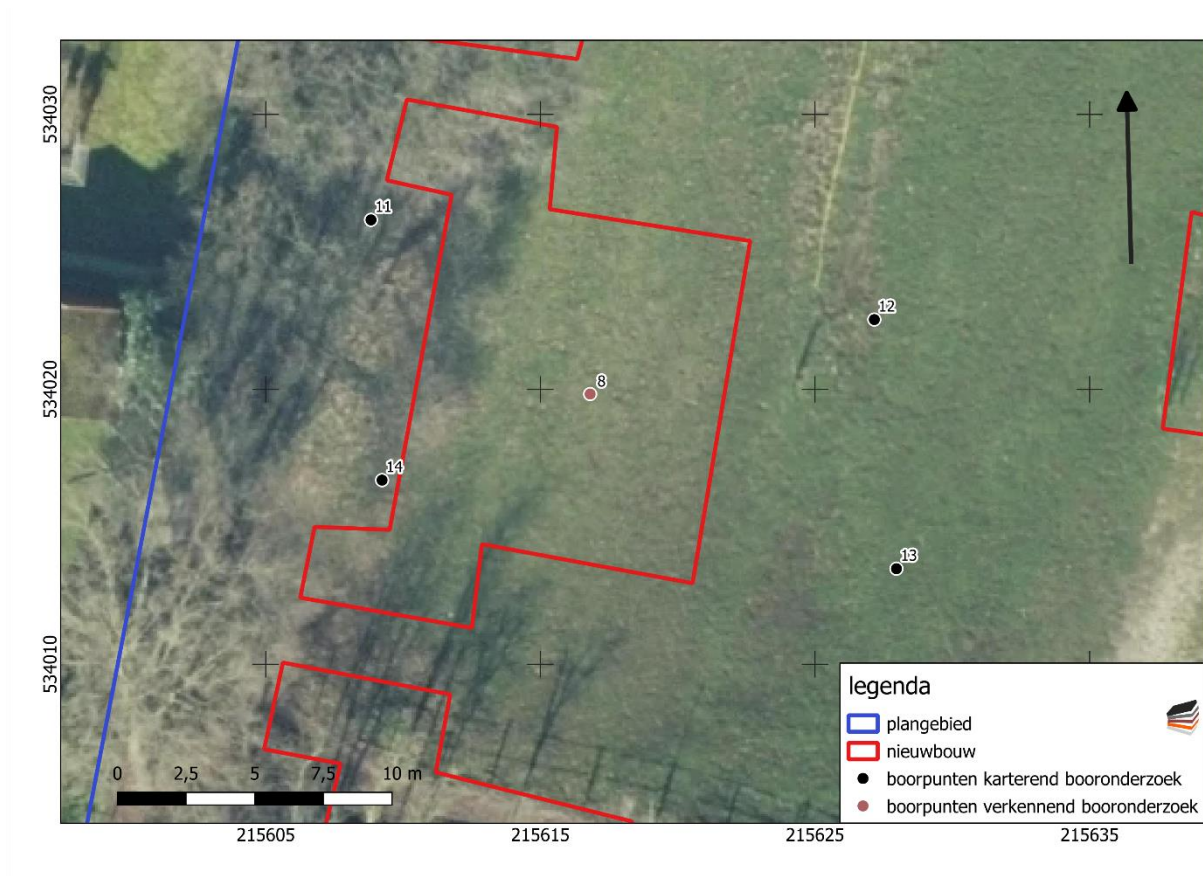 534030
11
12
534020
8
14
13
534010
legenda
plangebied
nieuwbouw
boorpunten karterend booronderzoek
boorpunten verkennend booronderzoek
0 2,5 5 7,5 10 m
215605 215615 215625 215635